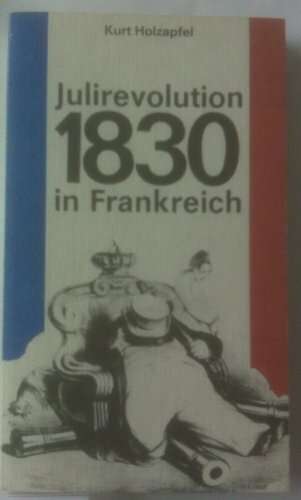 Kurt Holzapfel
Julirevolution
1830
in Frankreich